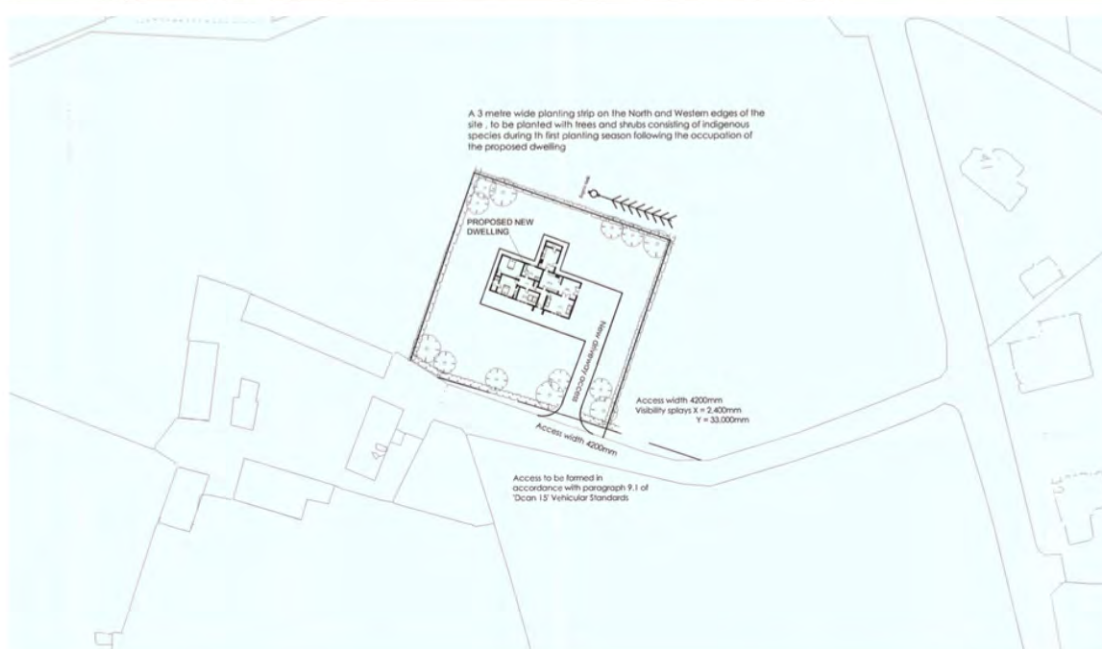 A 3 metre wide planting strip on the North and Western edges of the
site , to be planted with trees and shrubs consisting of indigenous
species during th first planting season following the occupation of
the proposed dwelling
PROPOSED NEW
DWELLING
New driveway access
Access width 4200mm
Visibility splays X = 2.400mm
Y = 33.000mm
Access width 4200mm
Access to be formed in
accordance with paragraph 9.1 of
'Dcan 15' Vehicular Standards